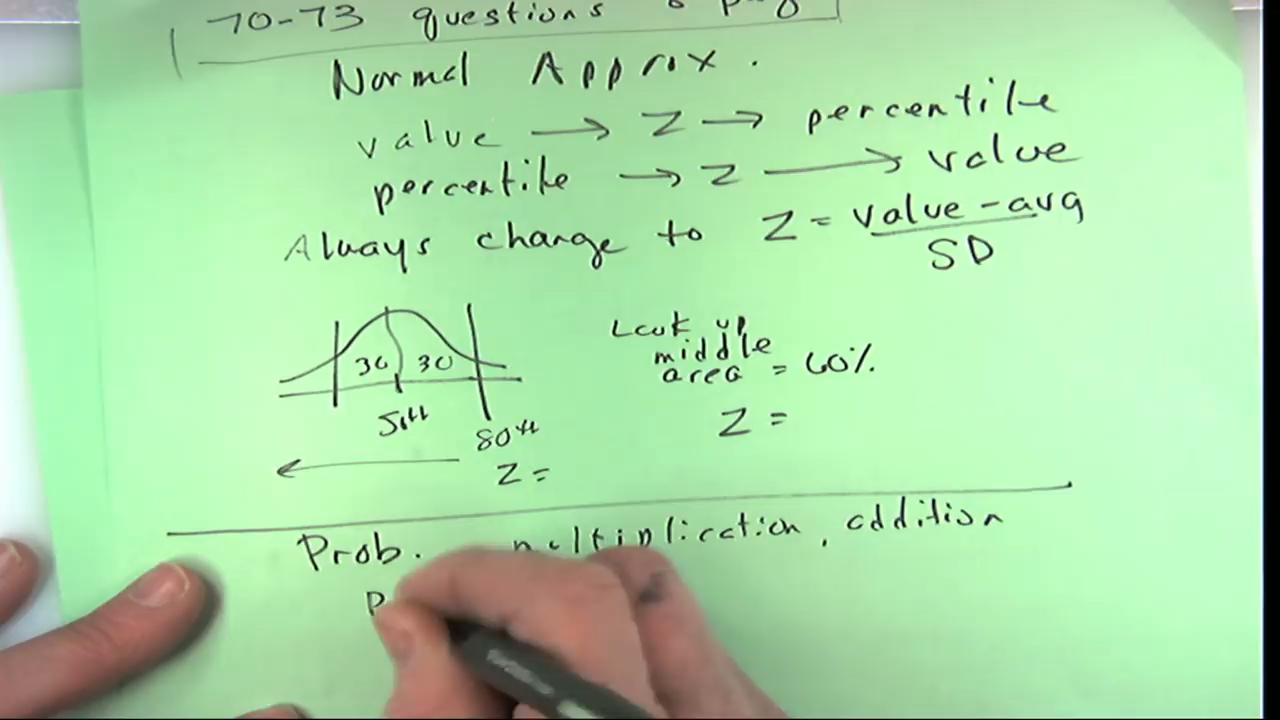 70-73 questions
Normal Approx.
value → Z → percentile
percentile → Z → value
Always change to Z = value - avg
SD
Look up
middle
area = 60%
30 30
50th
80th
Z =
Z =
Prob. multiplication, addition
P